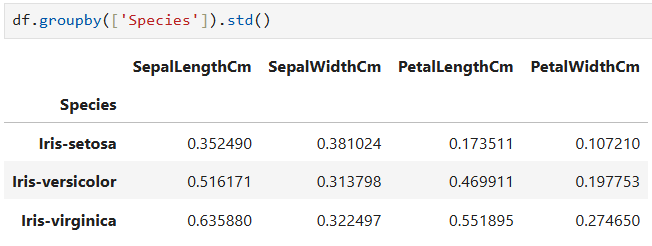 df.groupby(['Species']).std()
SepalLengthCm SepalWidthCm PetalLengthCm PetalWidthCm
Species
Iris-setosa 0.352490 0.381024 0.173511 0.107210
Iris-versicolor 0.516171 0.313798 0.469911 0.197753
Iris-virginica 0.635880 0.322497 0.551895 0.274650